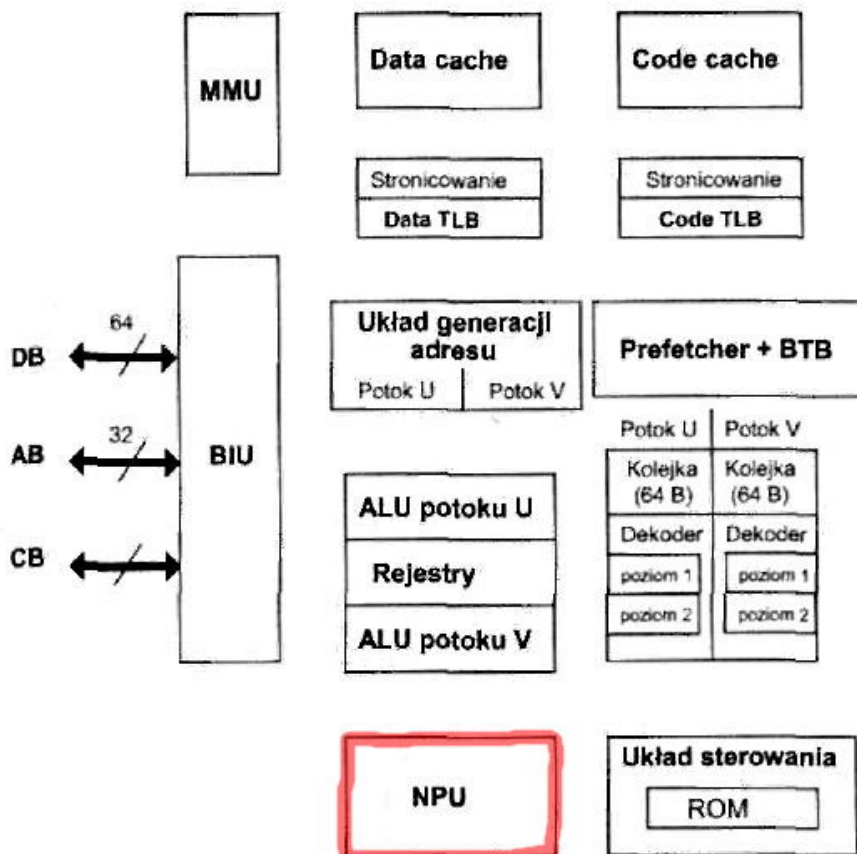 MMU
Data cache
Code cache
Stronicowanie
Data TLB
Stronicowanie
Code TLB
64
DB
32
AB
CB
BIU
Układ generacji
adresu
Potok U
Potok V
Prefetcher + BTB
Potok U
Potok V
Kolejka
(64 B)
Kolejka
(64 B)
Dekoder
Dekoder
poziom 1
poziom 1
poziom 2
poziom 2
ALU potoku U
Rejestry
ALU potoku V
NPU
Układ sterowania
ROM